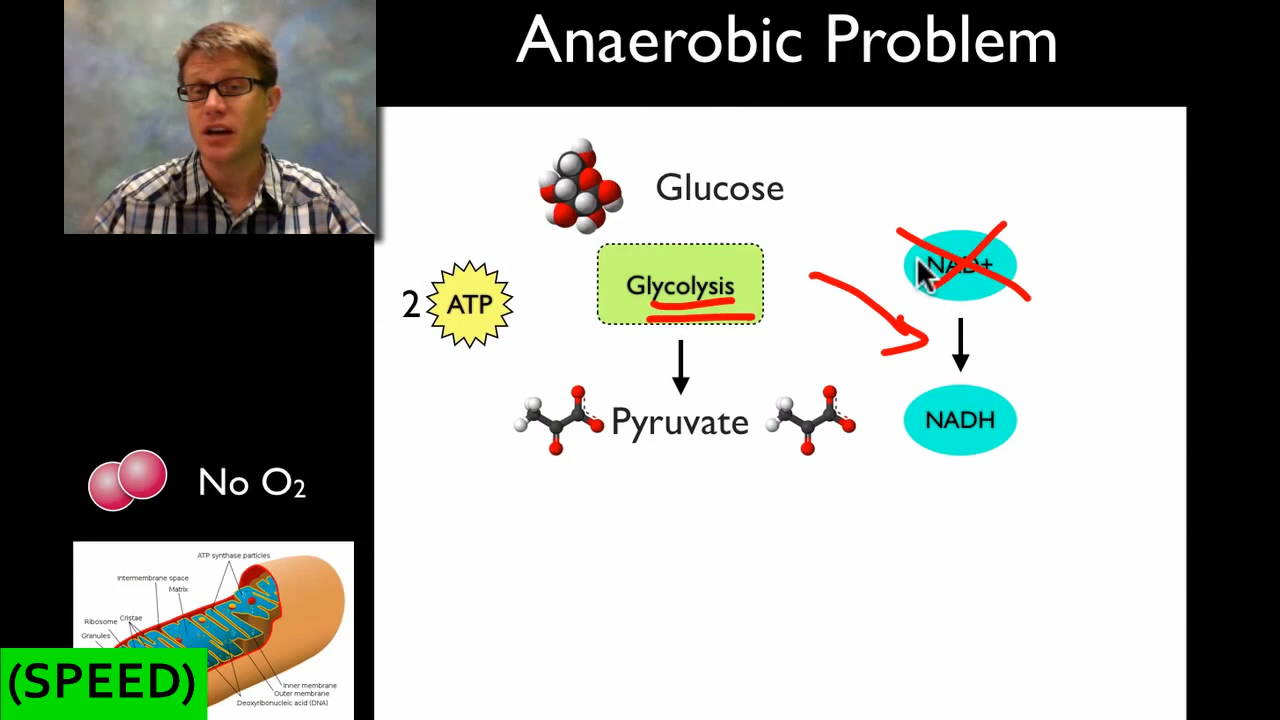 Anaerobic Problem
Glucose
Glycolysis
NAD+
2 ATP
Pyruvate
NADH
No O₂
ATP synthase particles
Intermembrane space
Matrix
Cristae
Ribosome
Granules
Inner membrane
Outer membrane
Deoxyribonucleic acid (DNA)
(SPEED)